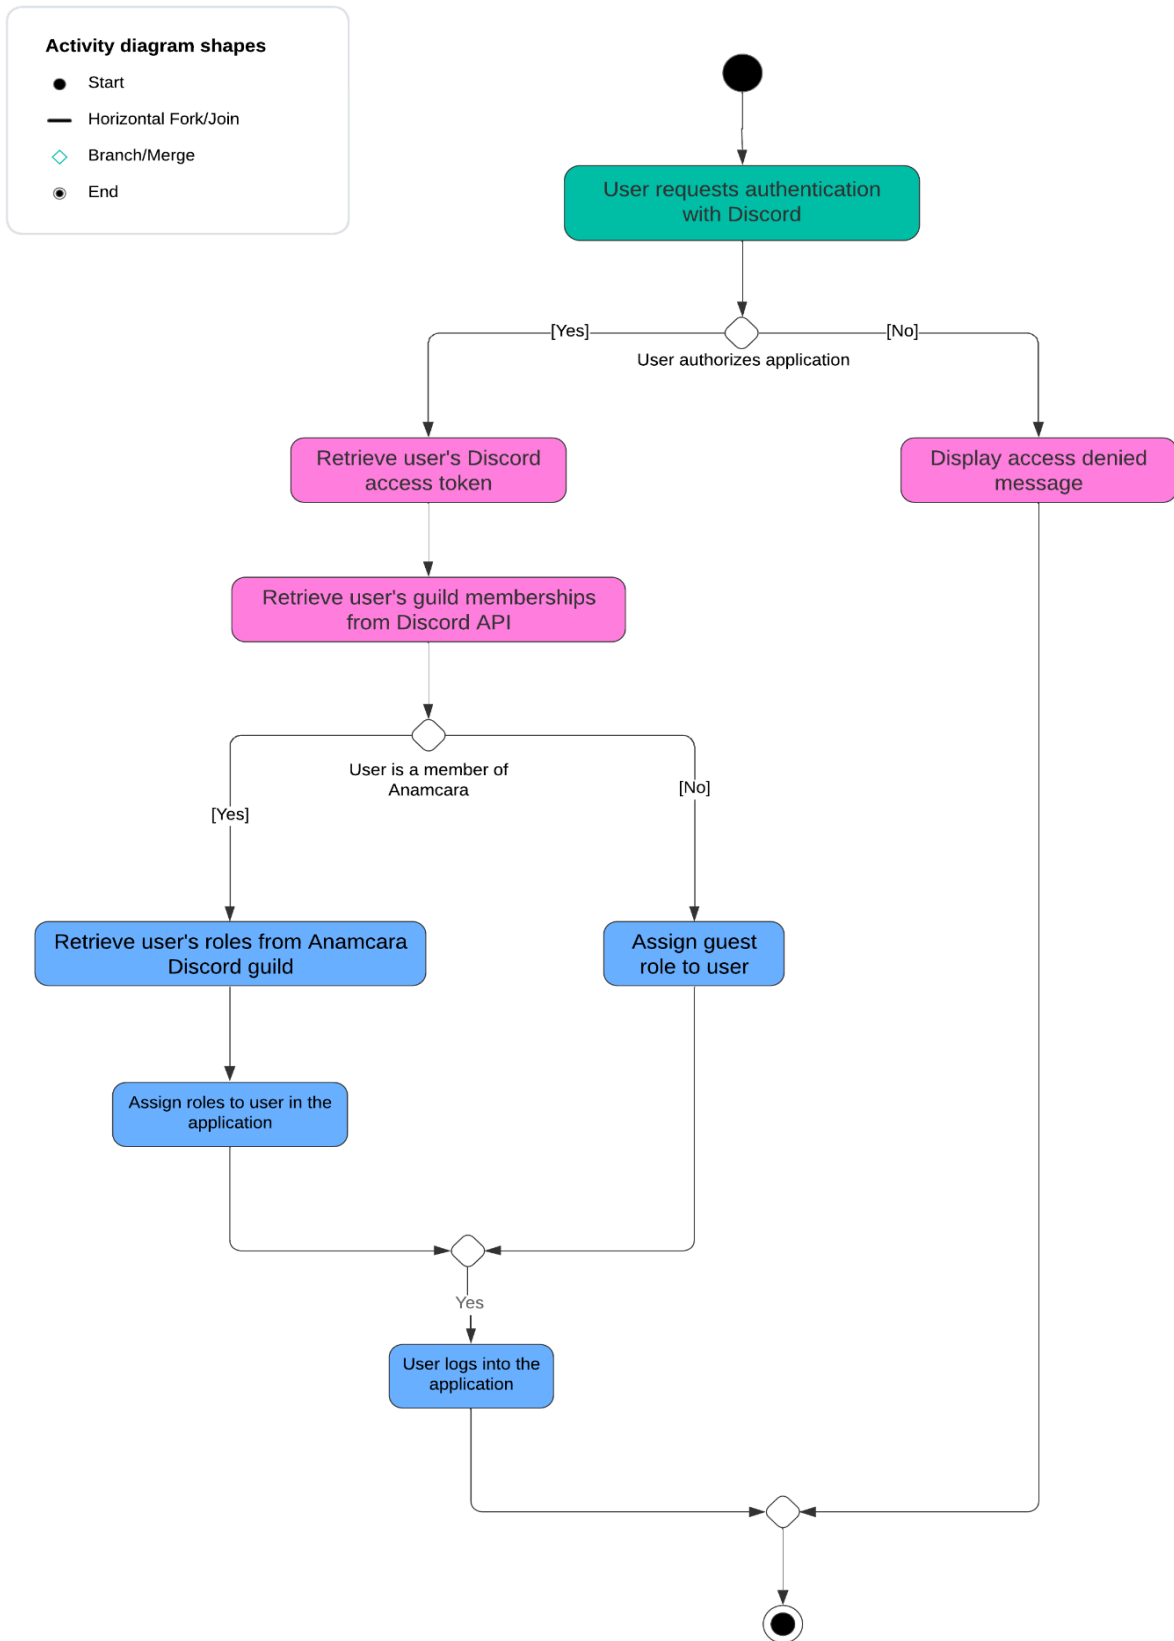 Activity diagram shapes
Start
Horizontal Fork/Join
Branch/Merge
End
User requests authentication
with Discord
[Yes]
[No]
User authorizes application
Retrieve user's Discord
access token
Display access denied
message
Retrieve user's guild memberships
from Discord API
User is a member of
Anamcara
[No]
[Yes]
Retrieve user's roles from Anamcara
Discord guild
Assign guest
role to user
Assign roles to user in the
application
Yes
User logs into the
application